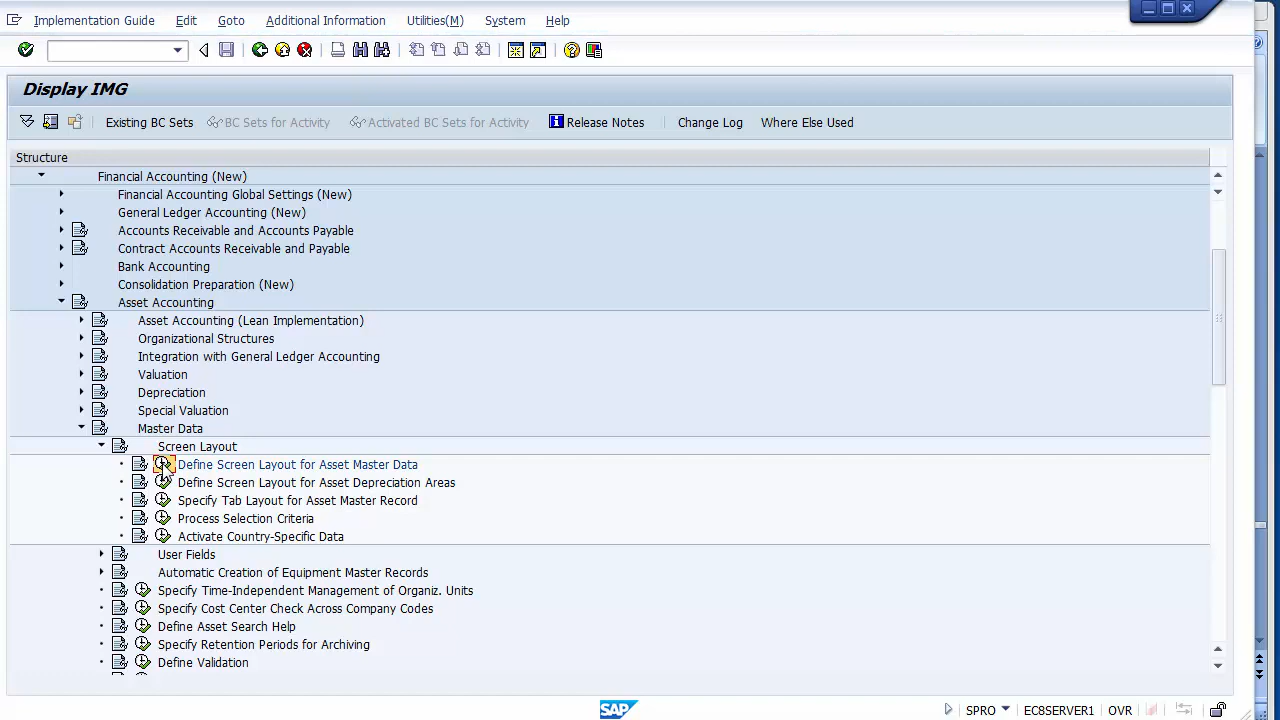 Implementation Guide Edit Goto Additional Information Utilities(M) System Help
Display IMG
Existing BC Sets BC Sets for Activity Activated BC Sets for Activity Release Notes Change Log Where Else Used
Structure
Financial Accounting (New)
Financial Accounting Global Settings (New)
General Ledger Accounting (New)
Accounts Receivable and Accounts Payable
Contract Accounts Receivable and Payable
Bank Accounting
Consolidation Preparation (New)
Asset Accounting
Asset Accounting (Lean Implementation)
Organizational Structures
Integration with General Ledger Accounting
Valuation
Depreciation
Special Valuation
Master Data
Screen Layout
Define Screen Layout for Asset Master Data
Define Screen Layout for Asset Depreciation Areas
Specify Tab Layout for Asset Master Record
Process Selection Criteria
Activate Country-Specific Data
User Fields
Automatic Creation of Equipment Master Records
Specify Time-Independent Management of Organiz. Units
Specify Cost Center Check Across Company Codes
Define Asset Search Help
Specify Retention Periods for Archiving
Define Validation
SAP SPRO ECSERVER1 OVR